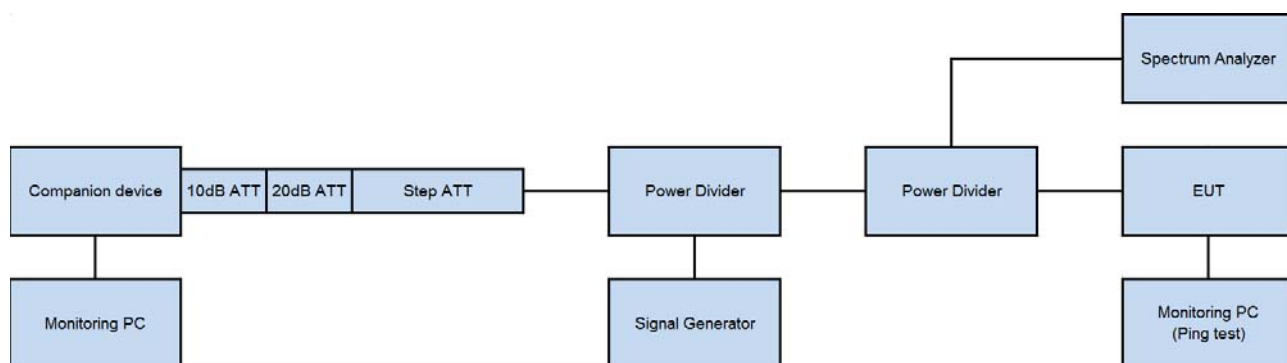 Spectrum Analyzer
Companion device
10dB ATT
20dB ATT
Step ATT
Power Divider
Power Divider
EUT
Monitoring PC
Signal Generator
Monitoring PC
(Ping test)